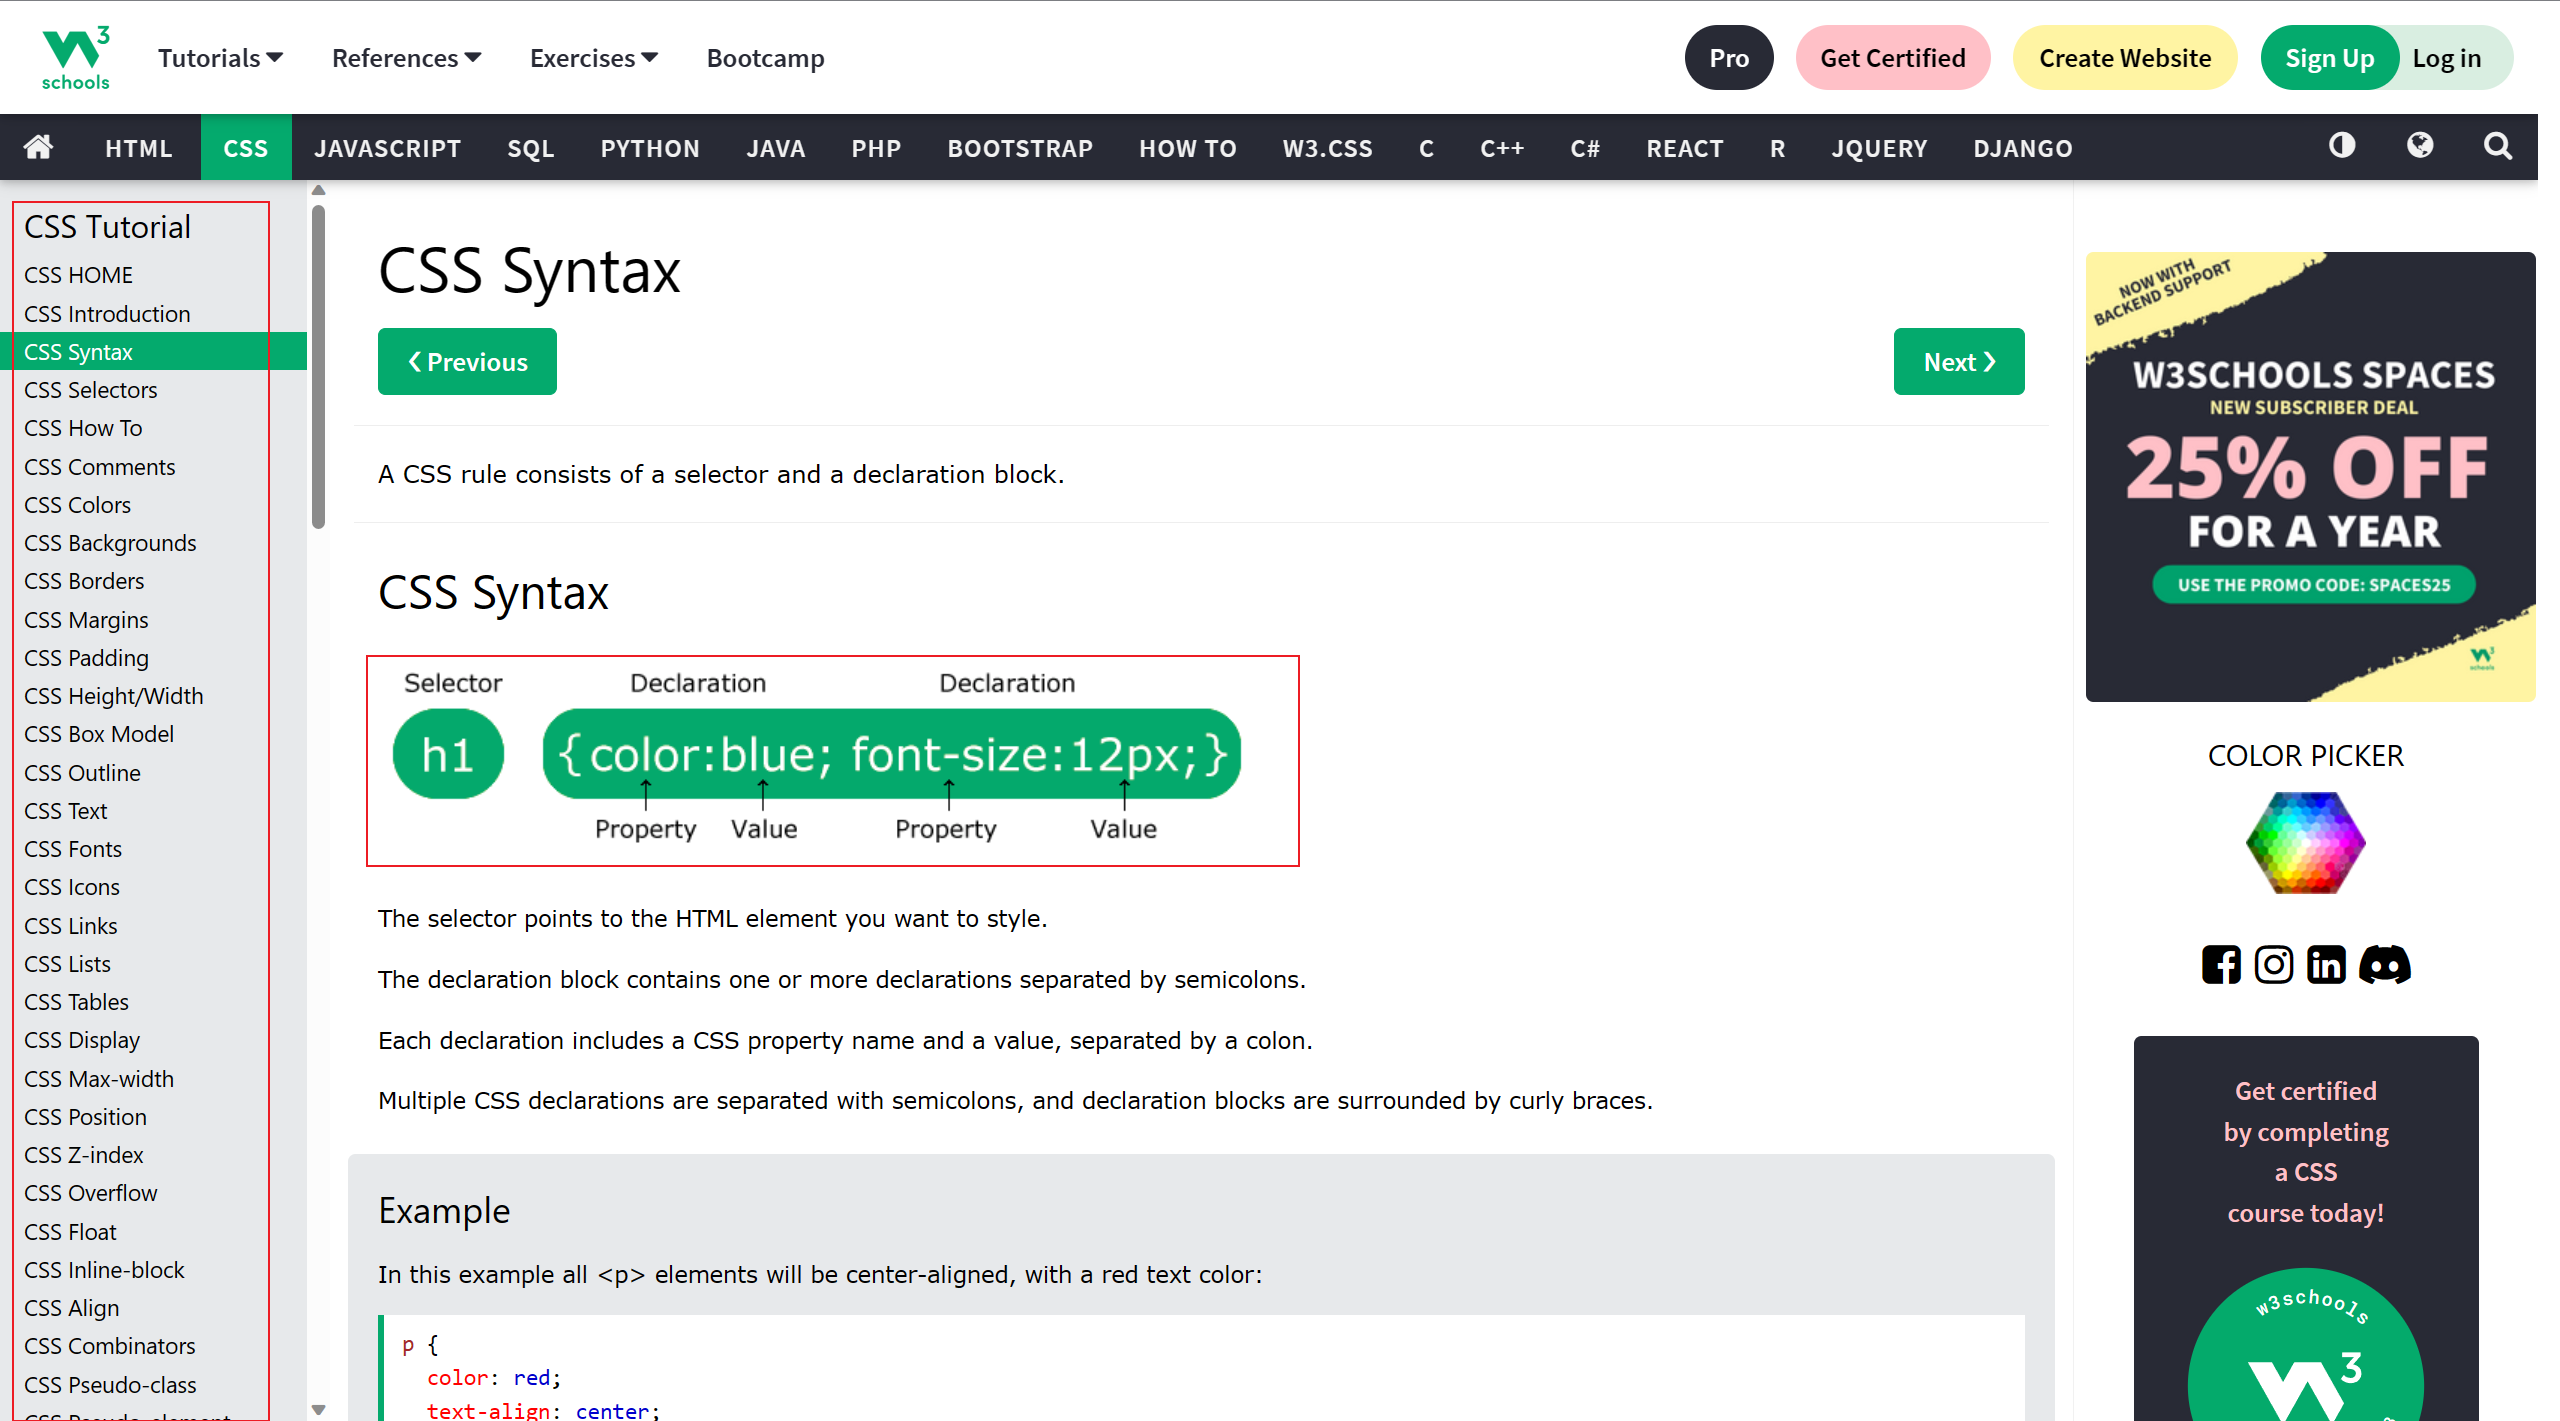 3
schools
Tutorials
References
Exercises
Bootcamp
Pro
Get Certified
Create Website
Sign Up
Log in
HTML
CSS
JAVASCRIPT
SQL
PYTHON
JAVA
PHP
BOOTSTRAP
HOW TO
W3.CSS
C
C++
C#
REACT
R
JQUERY
DJANGO
CSS Tutorial
CSS HOME
CSS Introduction
CSS Syntax
CSS Selectors
CSS How To
CSS Comments
CSS Colors
CSS Backgrounds
CSS Borders
CSS Margins
CSS Padding
CSS Height/Width
CSS Box Model
CSS Outline
CSS Text
CSS Fonts
CSS Icons
CSS Links
CSS Lists
CSS Tables
CSS Display
CSS Max-width
CSS Position
CSS Z-index
CSS Overflow
CSS Float
CSS Inline-block
CSS Align
CSS Combinators
CSS Pseudo-class
CSS Pseudo-element
CSS Syntax
❮ Previous
Next ❯
A CSS rule consists of a selector and a declaration block.
CSS Syntax
Selector Declaration Declaration
h1 {color:blue; font-size:12px;}
Property Value Property Value
The selector points to the HTML element you want to style.
The declaration block contains one or more declarations separated by semicolons.
Each declaration includes a CSS property name and a value, separated by a colon.
Multiple CSS declarations are separated with semicolons, and declaration blocks are surrounded by curly braces.
Example
In this example all <p> elements will be center-aligned, with a red text color:
p {
color: red;
text-align: center;
NOW WITH
BACKEND SUPPORT
W3SCHOOLS SPACES
NEW SUBSCRIBER DEAL
25% OFF
FOR A YEAR
USE THE PROMO CODE: SPACES25
3
schools
COLOR PICKER
Get certified
by completing
a CSS
course today!
w3schools
3